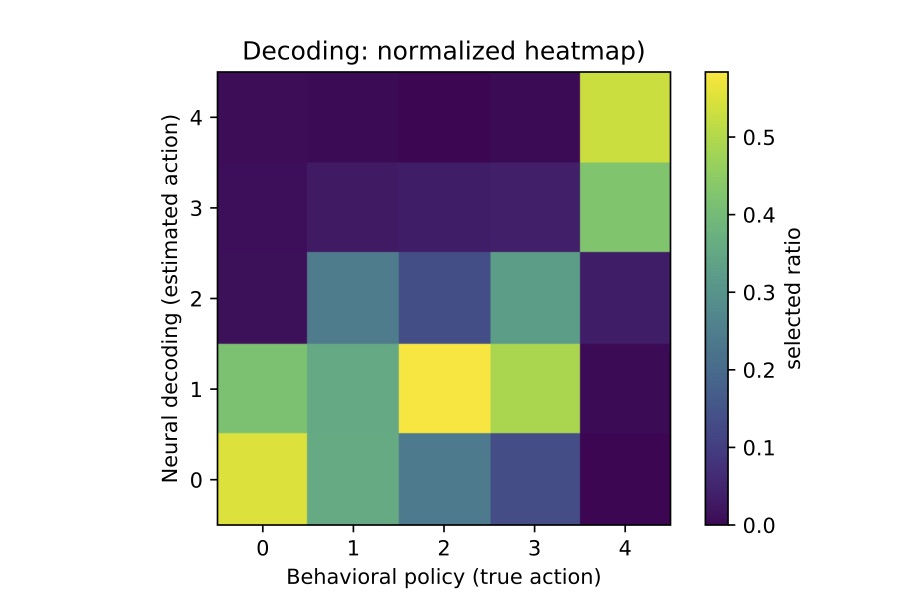 Decoding: normalized heatmap)
Neural decoding (estimated action)
4
3
2
1
0
0 1 2 3 4
Behavioral policy (true action)
0.5
0.4
0.3
0.2
0.1
0.0
selected ratio